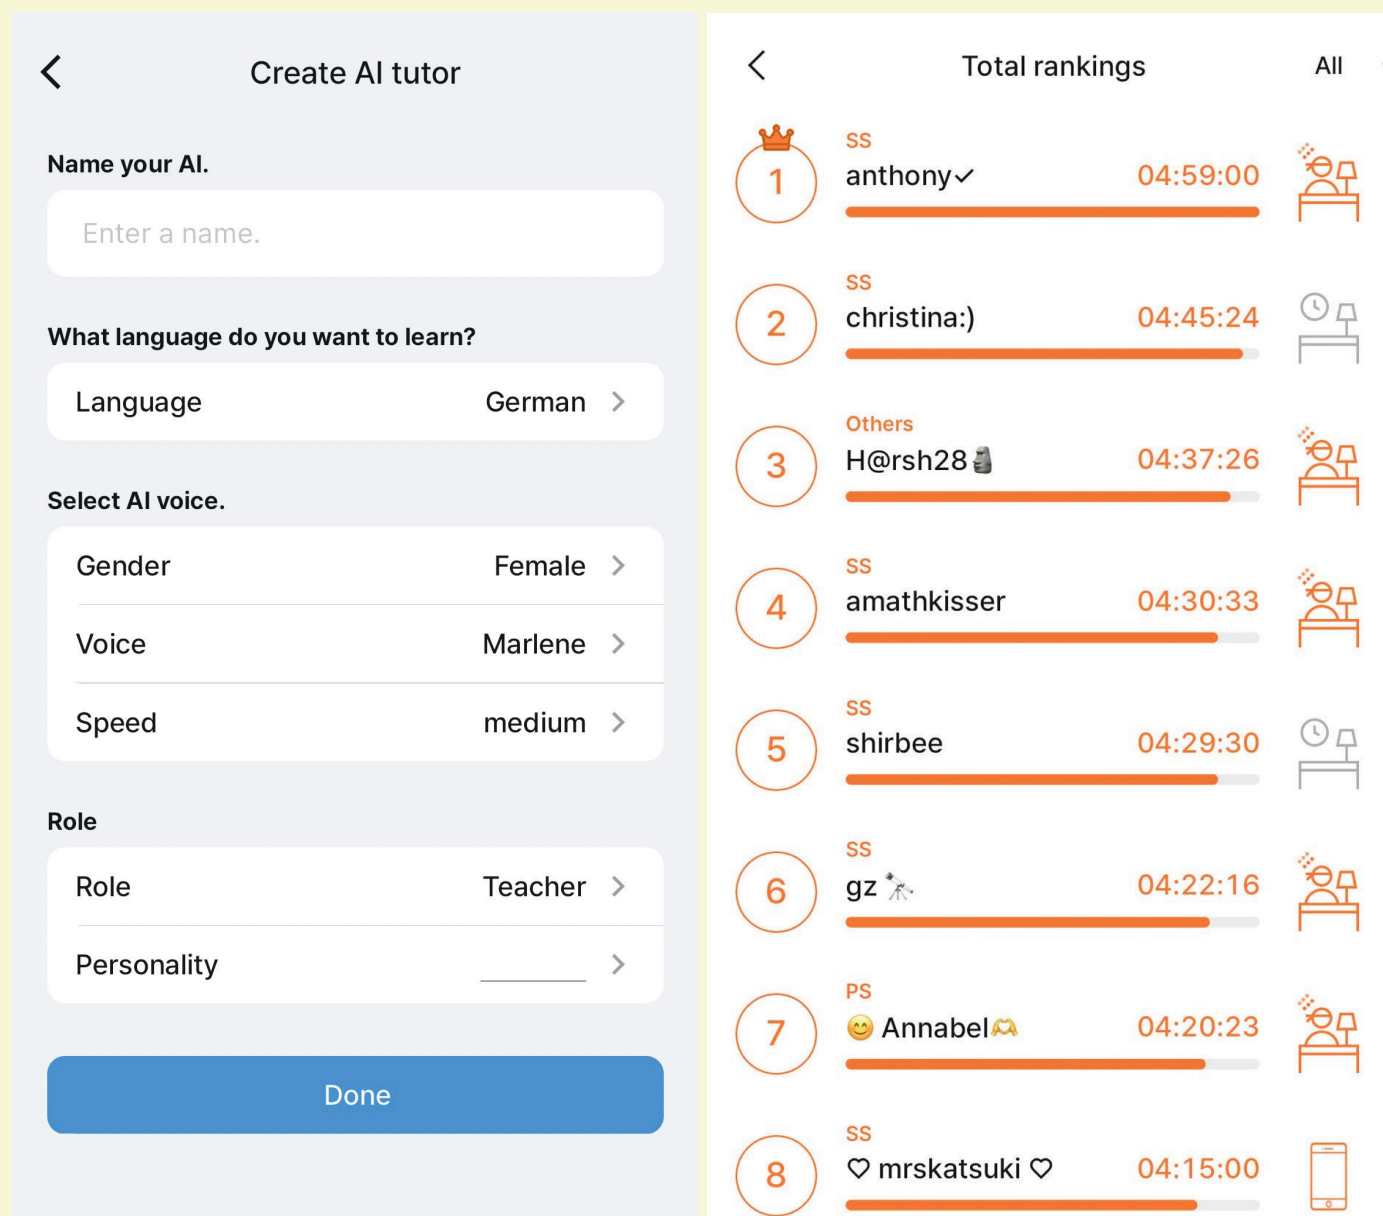 Create AI tutor
Name your AI.
Enter a name.
What language do you want to learn?
Language German
Select AI voice.
Gender Female
Voice Marlene
Speed medium
Role
Role Teacher
Personality
Done
Total rankings All
1 SS
anthony✓ 04:59:00
2 SS
christina:) 04:45:24
3 Others
H@rsh28🗿 04:37:26
4 SS
amathkisser 04:30:33
5 SS
shirbee 04:29:30
6 SS
gz 🔭 04:22:16
7 PS
😊 Annabel🫶 04:20:23
8 SS
♡ mrskatsuki ♡ 04:15:00